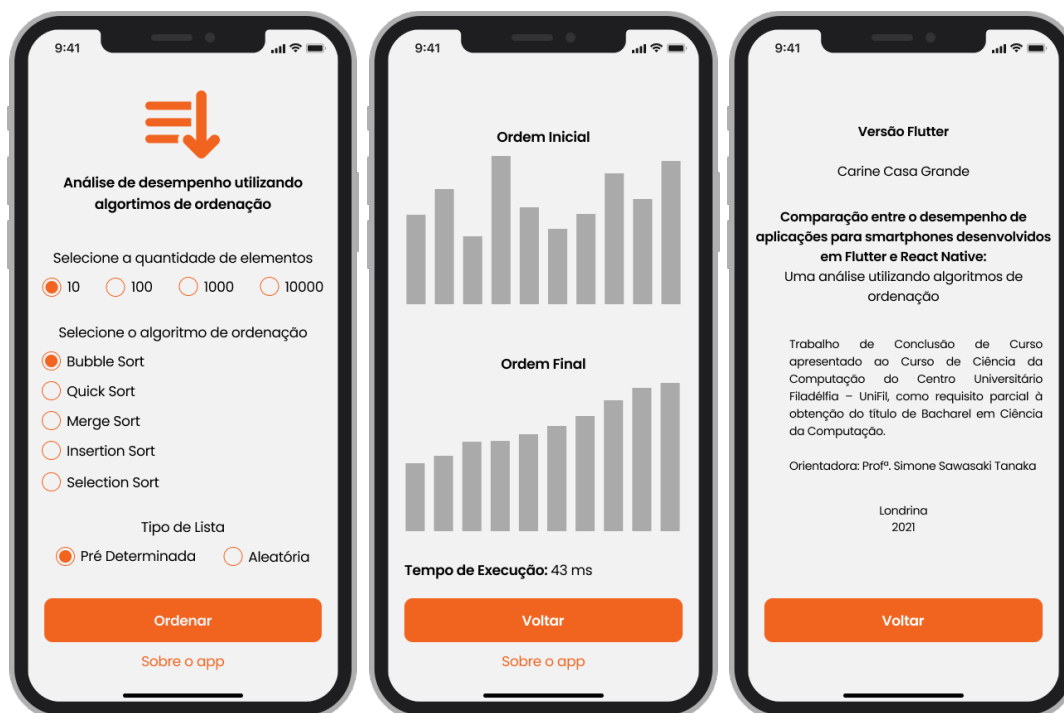 9:41
Análise de desempenho utilizando
algortimos de ordenação
Selecione a quantidade de elementos
10 100 1000 10000
Selecione o algoritmo de ordenação
Bubble Sort
Quick Sort
Merge Sort
Insertion Sort
Selection Sort
Tipo de Lista
Pré Determinada Aleatória
Ordenar
Sobre o app
9:41
Ordem Inicial
Ordem Final
Tempo de Execução: 43 ms
Voltar
Sobre o app
9:41
Versão Flutter
Carine Casa Grande
Comparação entre o desempenho de
aplicações para smartphones desenvolvidos
em Flutter e React Native:
Uma análise utilizando algoritmos de
ordenação
Trabalho de Conclusão de Curso
apresentado ao Curso de Ciência da
Computação do Centro Universitário
Filadélfia – UniFil, como requisito parcial à
obtenção do título de Bacharel em Ciência
da Computação.
Orientadora: Profª. Simone Sawasaki Tanaka
Londrina
2021
Voltar